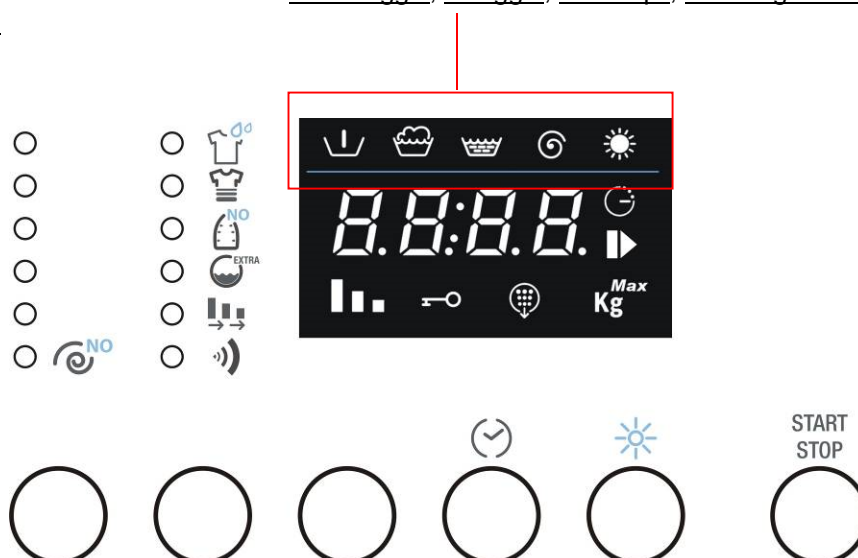 NO
EXTRA
8.8:8.8.
Max
Kg
NO
START
STOP